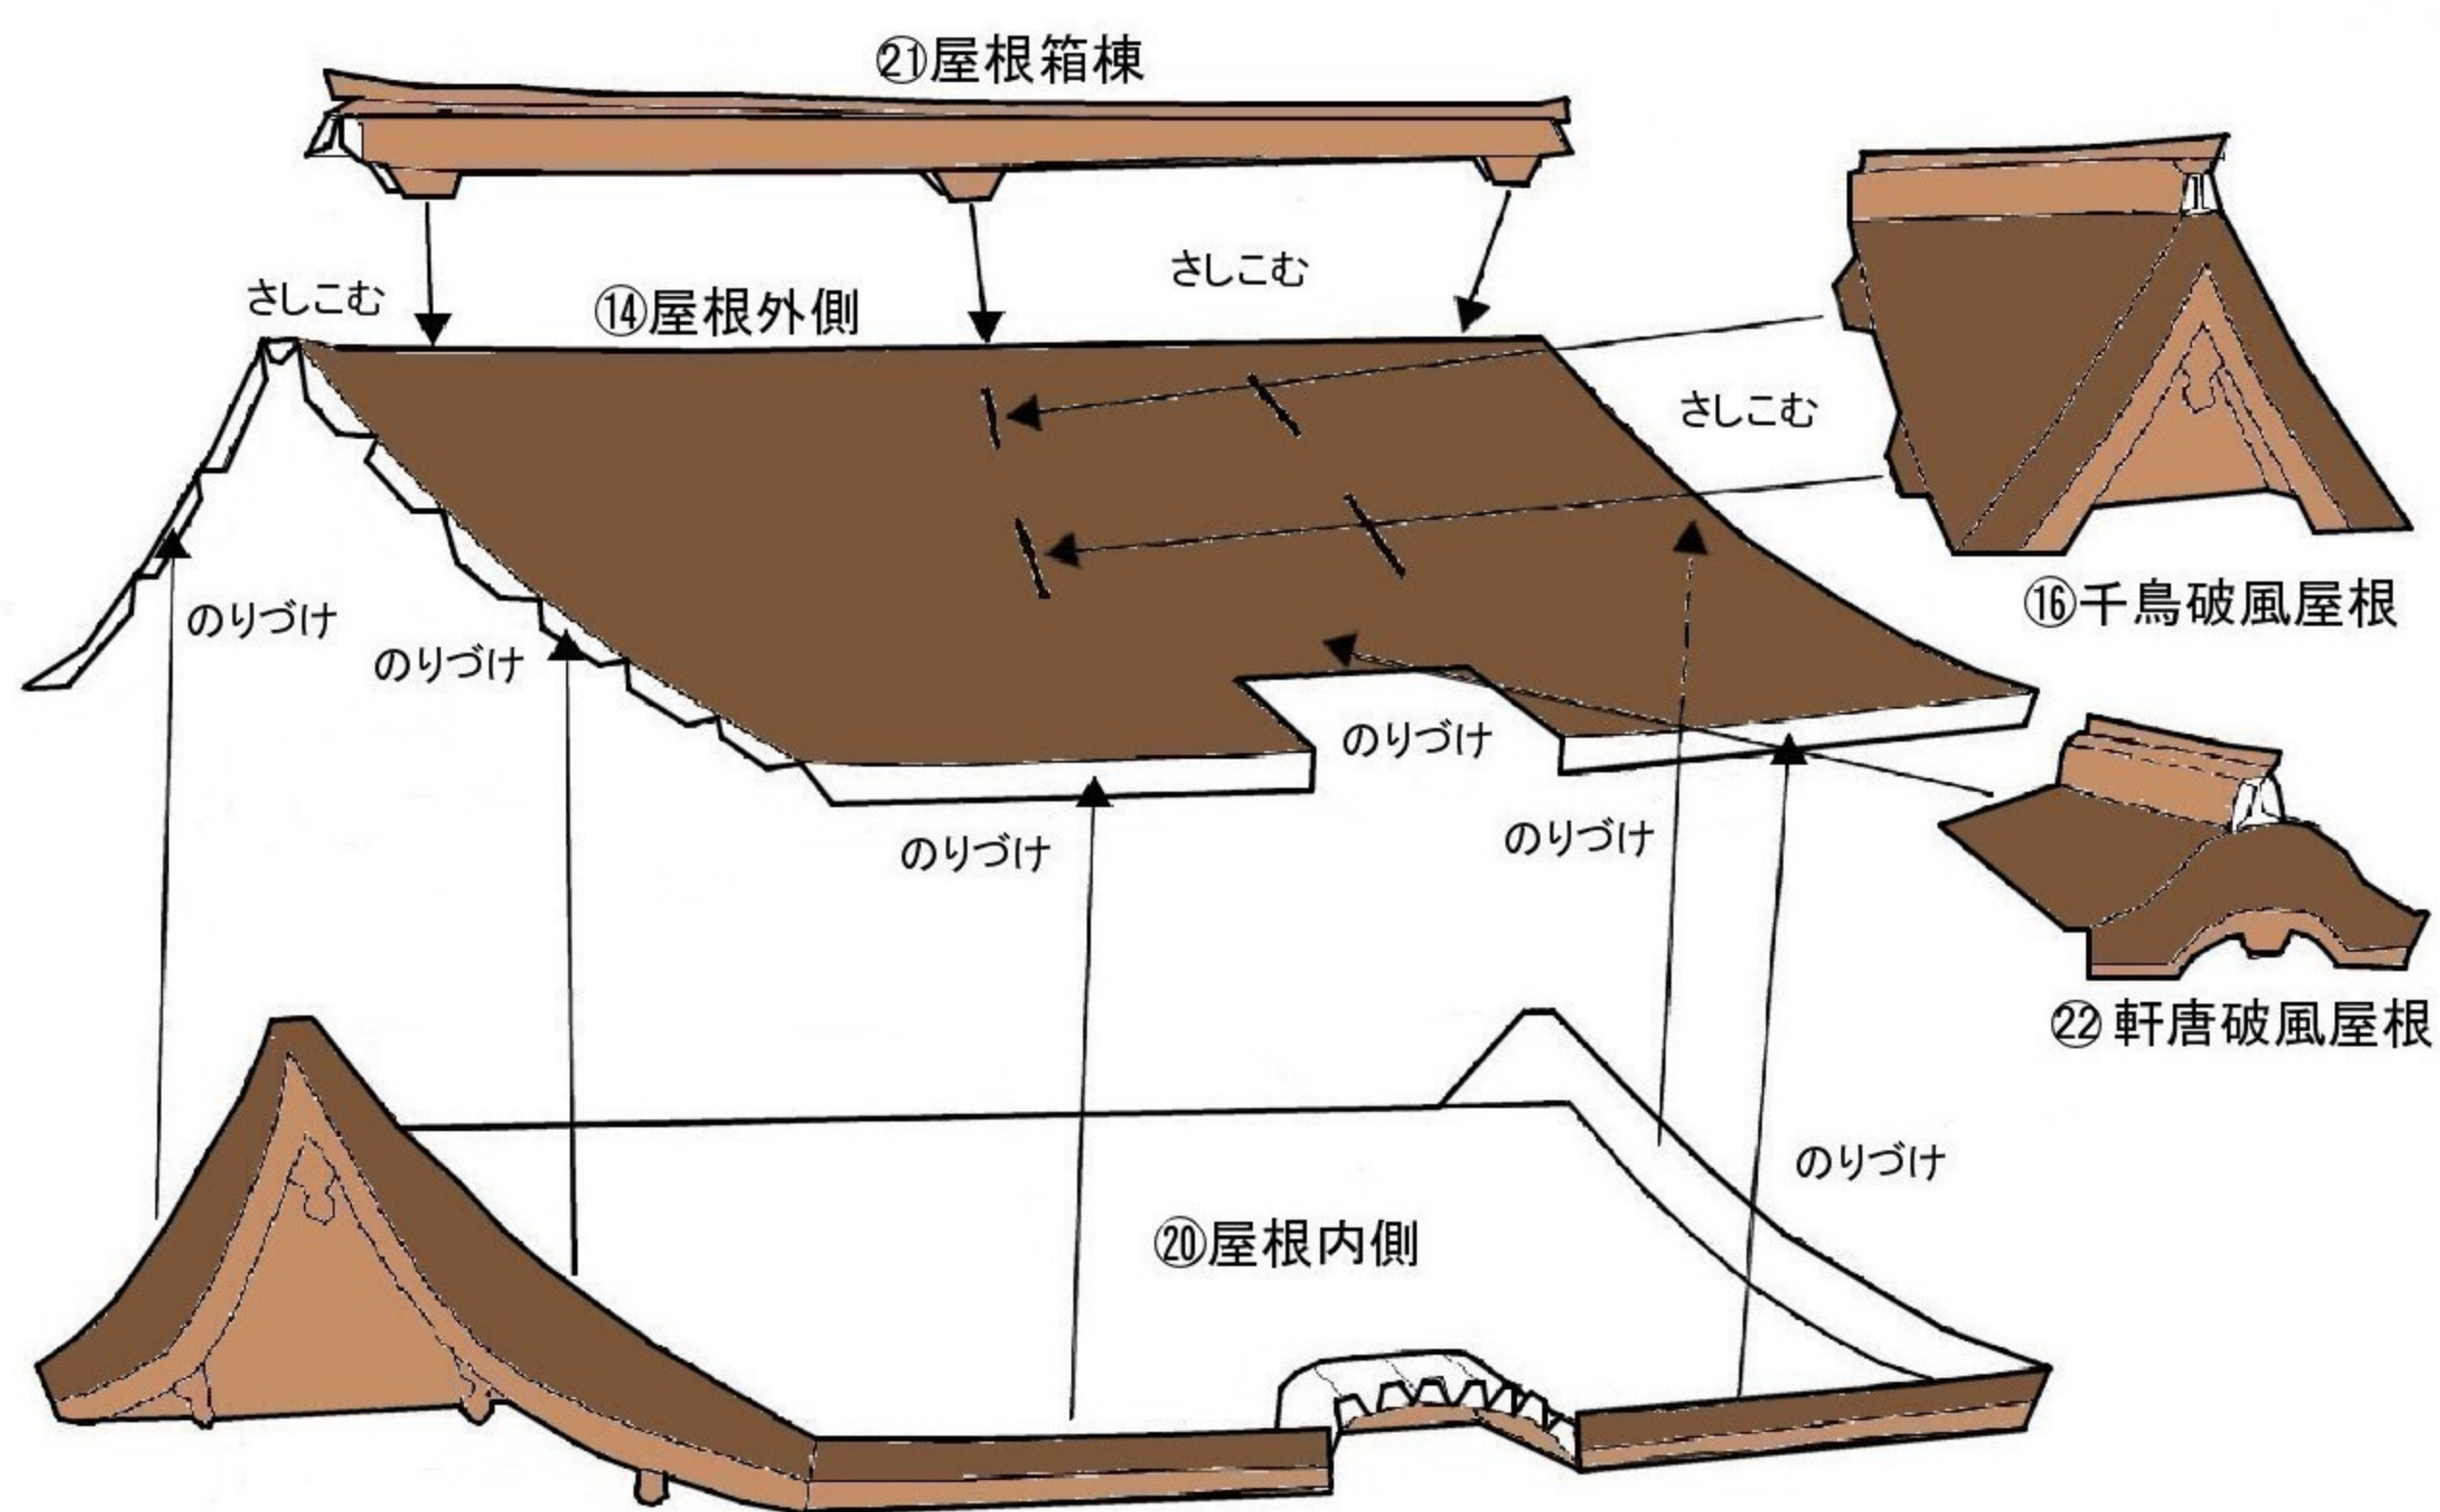 ㉑屋根箱棟
さしこむ
さしこむ
⑭屋根外側
さしこむ
⑯千鳥破風屋根
のりづけ
のりづけ
のりづけ
のりづけ
のりづけ
㉒軒唐破風屋根
のりづけ
⑳屋根内側